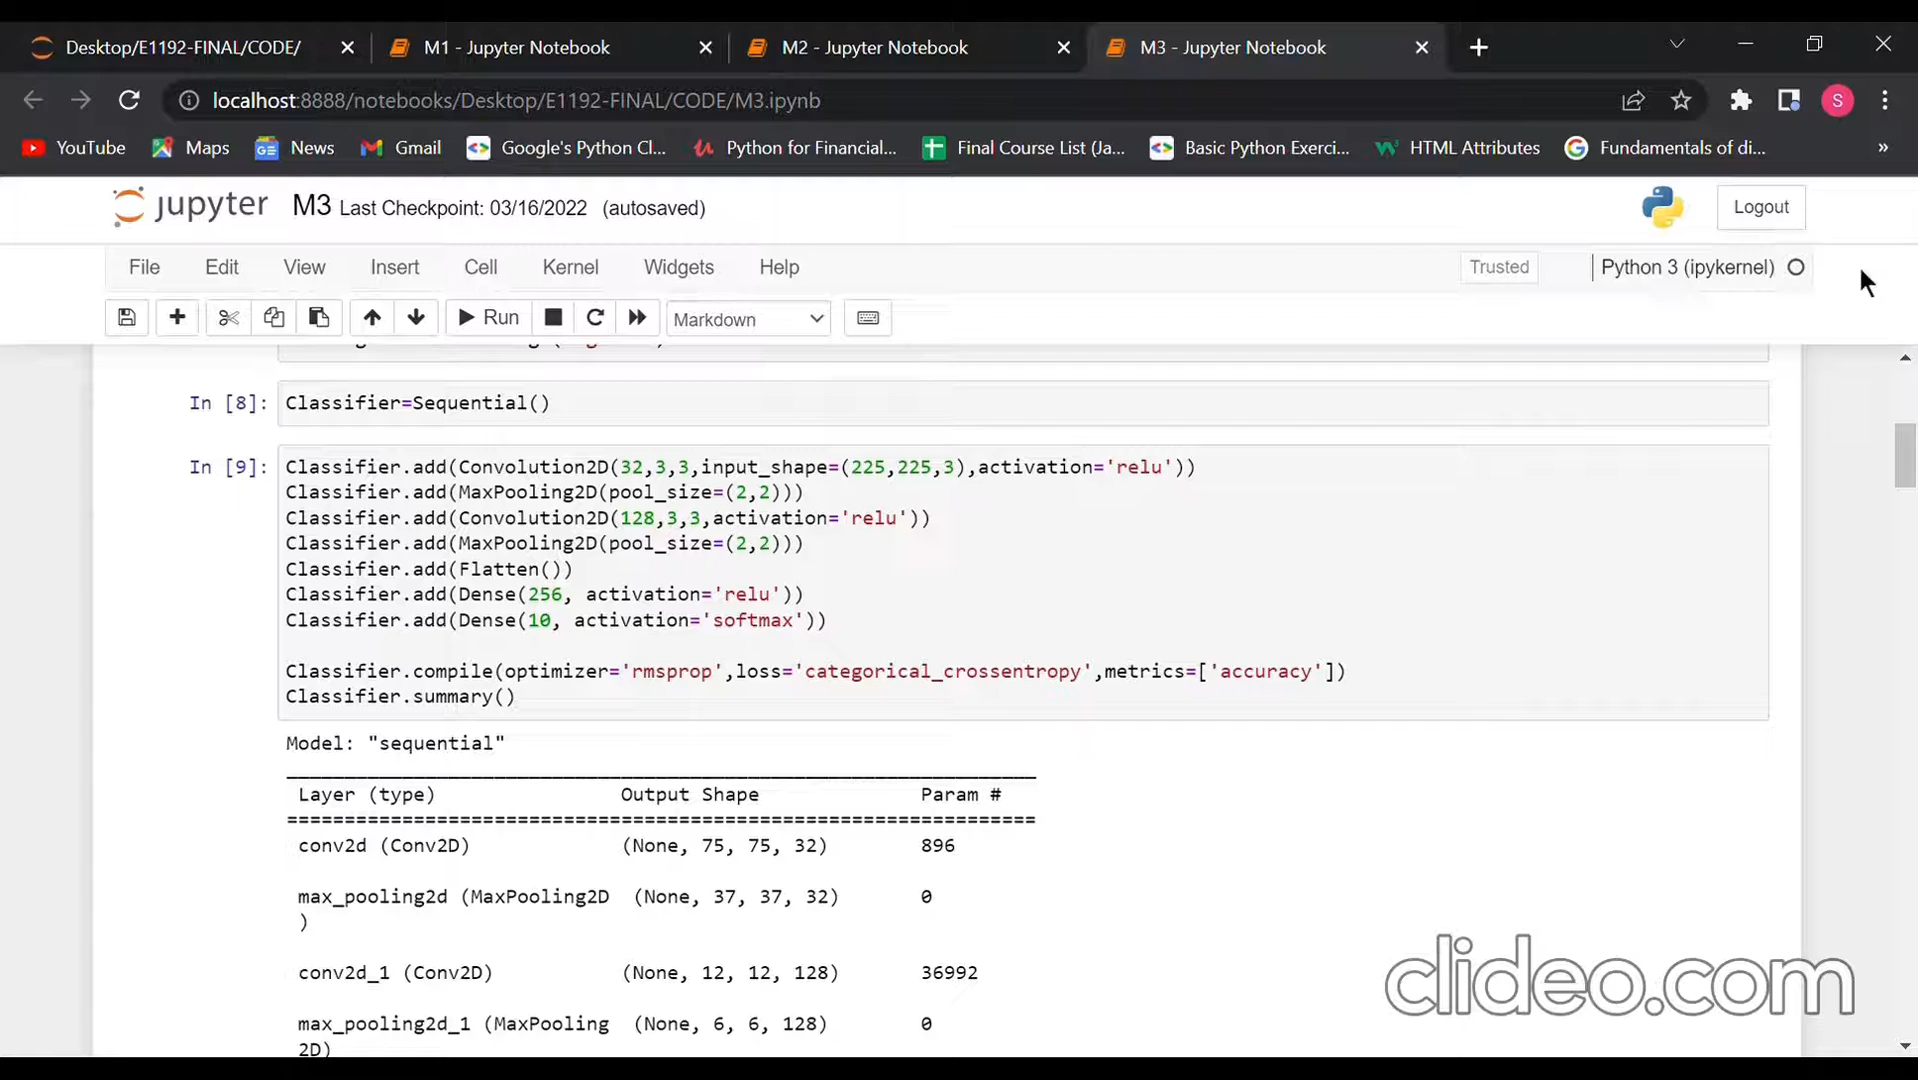 Desktop/E1192-FINAL/CODE/
M1 - Jupyter Notebook
M2 - Jupyter Notebook
M3 - Jupyter Notebook
localhost:8888/notebooks/Desktop/E1192-FINAL/CODE/M3.ipynb
S
YouTube
Maps
News
Gmail
Google's Python Cl...
Python for Financial...
Final Course List (Ja...
Basic Python Exerci...
HTML Attributes
Fundamentals of di...
»
jupyter M3 Last Checkpoint: 03/16/2022 (autosaved)
Logout
File Edit View Insert Cell Kernel Widgets Help
Trusted
Python 3 (ipykernel)
Run
Markdown
In [8]: Classifier=Sequential()
In [9]: Classifier.add(Convolution2D(32,3,3,input_shape=(225,225,3),activation='relu'))
Classifier.add(MaxPooling2D(pool_size=(2,2)))
Classifier.add(Convolution2D(128,3,3,activation='relu'))
Classifier.add(MaxPooling2D(pool_size=(2,2)))
Classifier.add(Flatten())
Classifier.add(Dense(256, activation='relu'))
Classifier.add(Dense(10, activation='softmax'))
Classifier.compile(optimizer='rmsprop',loss='categorical_crossentropy',metrics=['accuracy'])
Classifier.summary()
Model: "sequential"
Layer (type) Output Shape Param #
conv2d (Conv2D) (None, 75, 75, 32) 896
max_pooling2d (MaxPooling2D (None, 37, 37, 32) 0
)
conv2d_1 (Conv2D) (None, 12, 12, 128) 36992
max_pooling2d_1 (MaxPooling (None, 6, 6, 128) 0
2D)
clideo.com